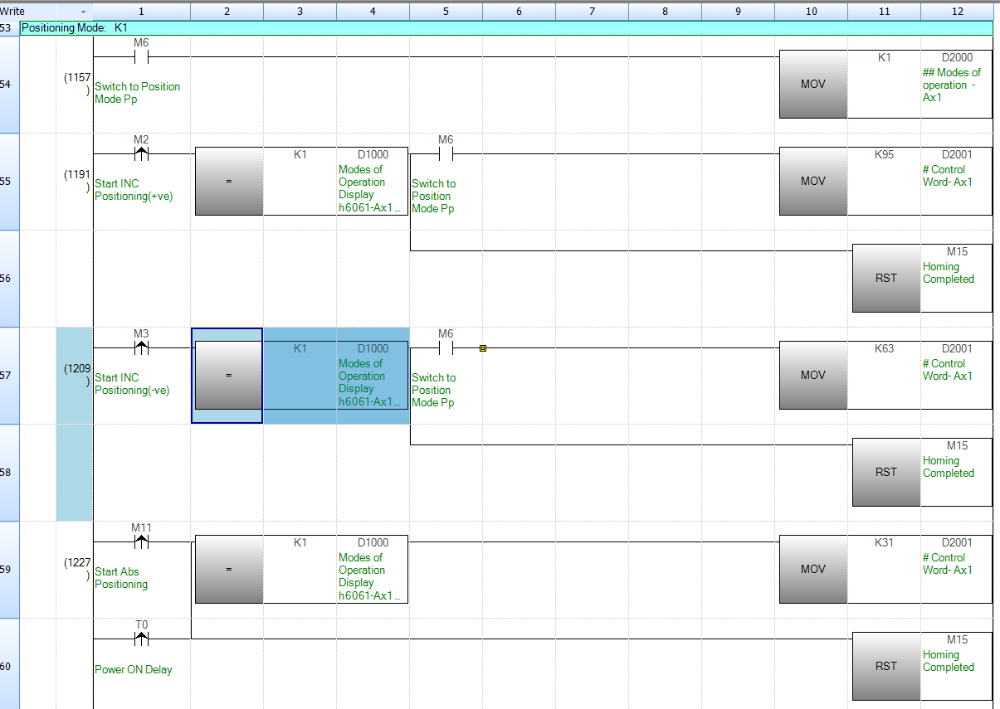 Write 1 2 3 4 5 6 7 8 9 10 11 12
53 Positioning Mode: K1
M6 K1 D2000
54 (1157 MOV ## Modes of
) Switch to Position operation -
Mode Pp Ax1
M2 K1 D1000 M6 K95 D2001
55 (1191 = Modes of MOV # Control
) Start INC Operation Switch to Word- Ax1
Positioning(+ve) Display Position
h6061-Ax1... Mode Pp
M15
56 RST Homing
Completed
M3 K1 D1000 M6 K63 D2001
57 (1209 = Modes of MOV # Control
) Start INC Operation Switch to Word- Ax1
Positioning(-ve) Display Position
h6061-Ax1... Mode Pp
M15
58 RST Homing
Completed
M11 K1 D1000 K31 D2001
59 (1227 = Modes of MOV # Control
) Start Abs Operation Word- Ax1
Positioning Display
h6061-Ax1...
T0 M15
60 RST Homing
Power ON Delay Completed